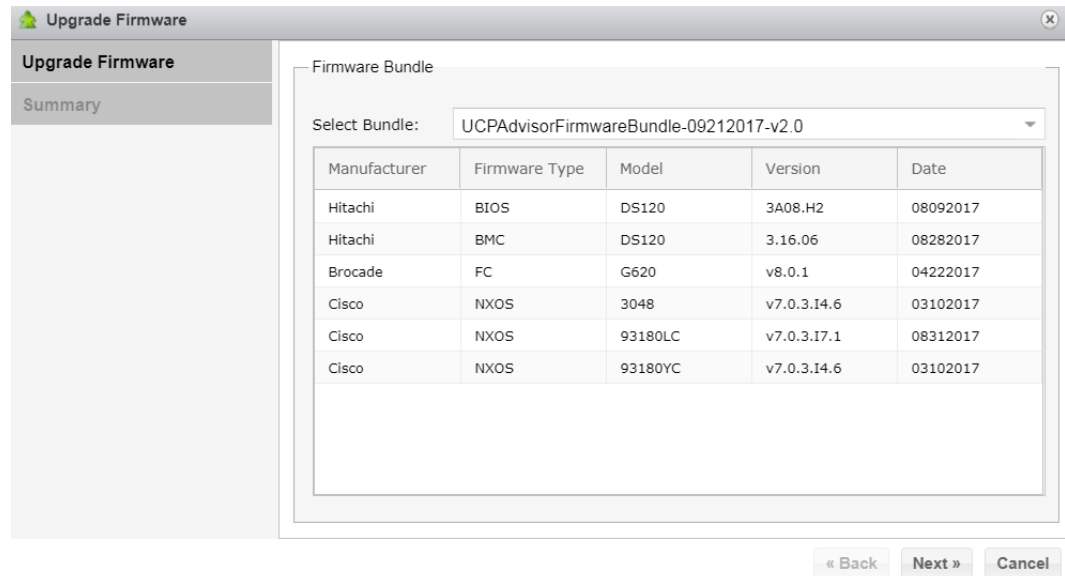 Upgrade Firmware
Upgrade Firmware
Summary
Firmware Bundle
Select Bundle: UCPAdvisorFirmwareBundle-09212017-v2.0
Manufacturer Firmware Type Model Version Date
Hitachi BIOS DS120 3A08.H2 08092017
Hitachi BMC DS120 3.16.06 08282017
Brocade FC G620 v8.0.1 04222017
Cisco NXOS 3048 v7.0.3.I4.6 03102017
Cisco NXOS 93180LC v7.0.3.I7.1 08312017
Cisco NXOS 93180YC v7.0.3.I4.6 03102017
« Back Next » Cancel